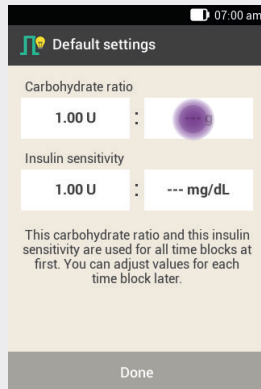 07:00 am
Default settings
Carbohydrate ratio
1.00 U : --- g
Insulin sensitivity
1.00 U : --- mg/dL
This carbohydrate ratio and this insulin
sensitivity are used for all time blocks at
first. You can adjust values for each
time block later.
Done